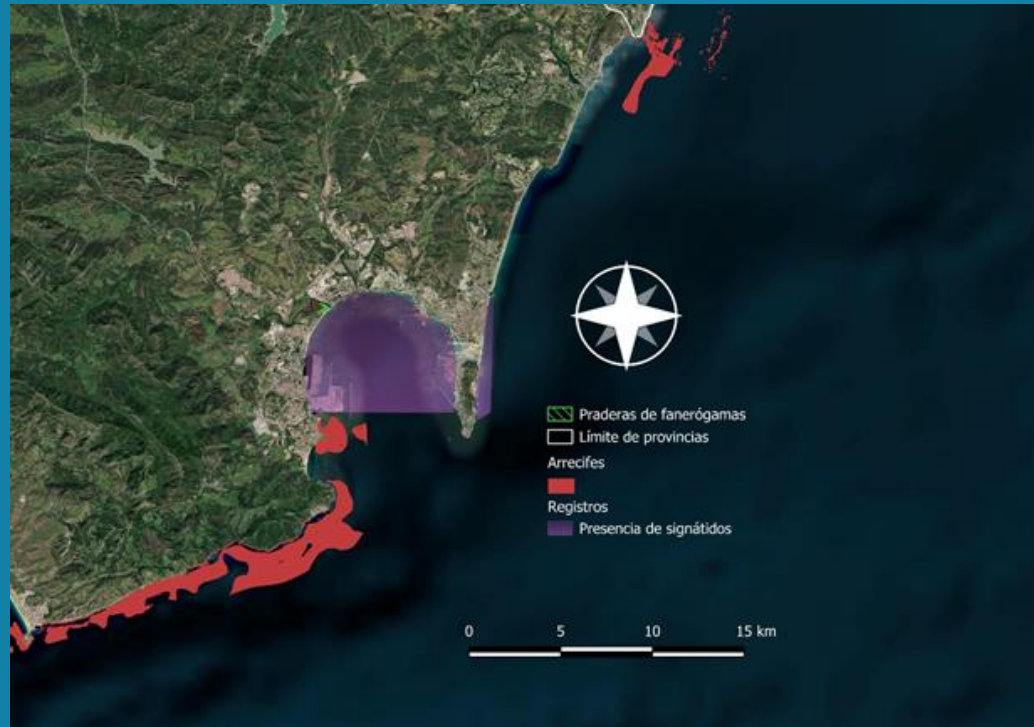 Praderas de fanerógamas
Límite de provincias
Arrecifes
Registros
Presencia de signátidos
0 5 10 15 km